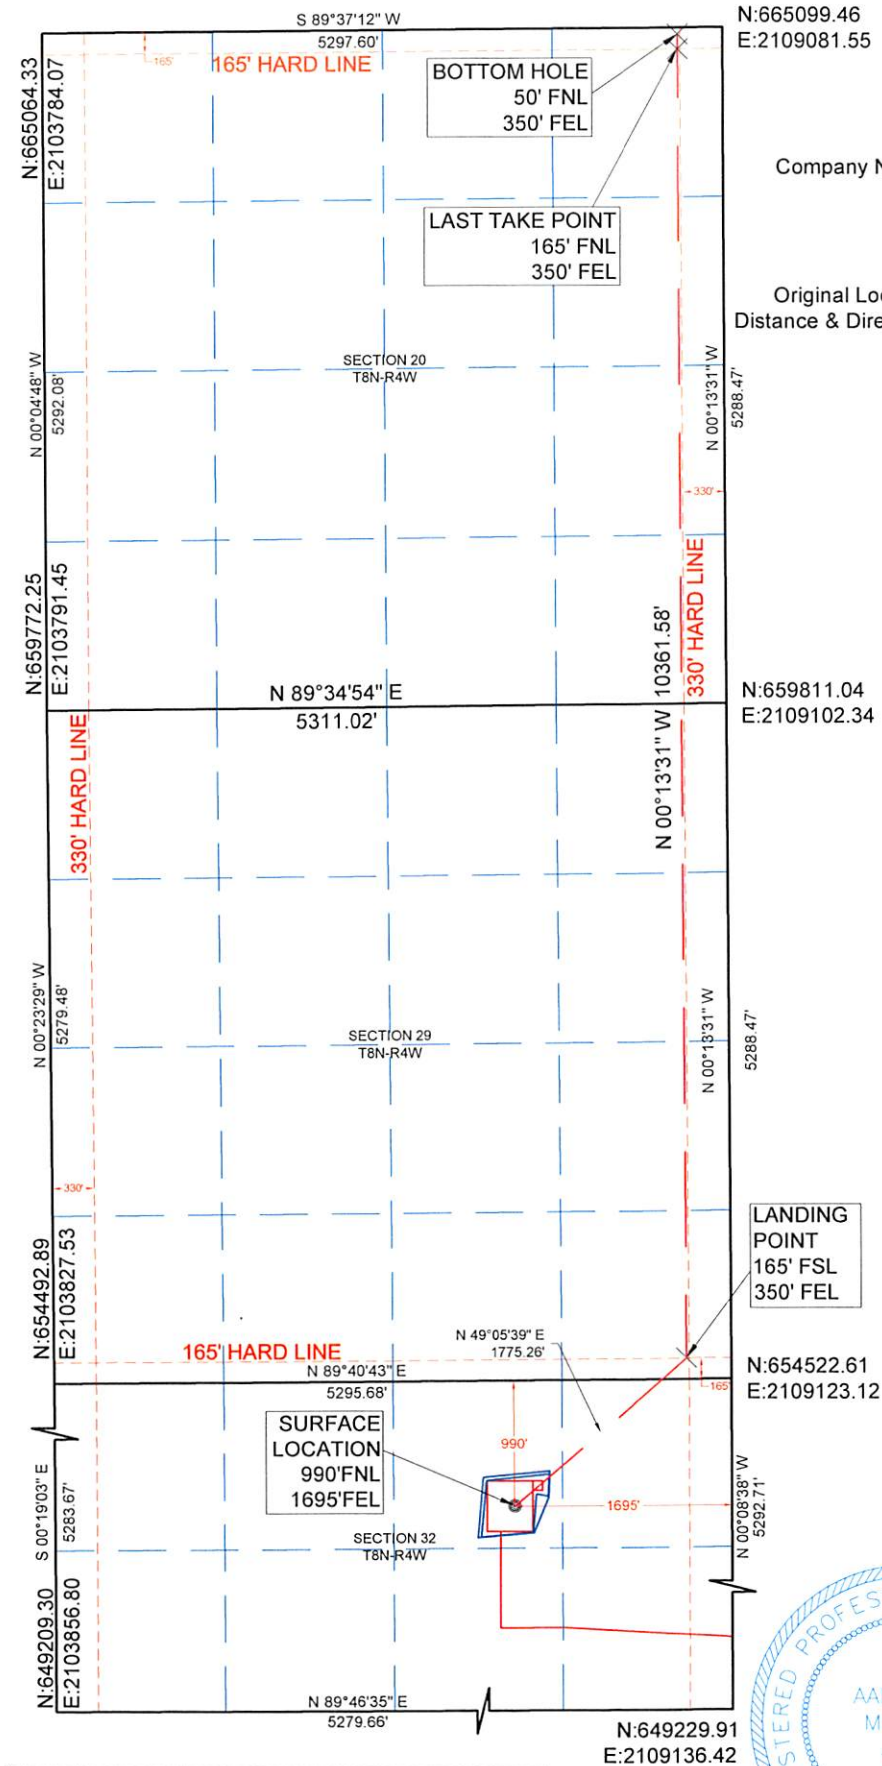 S 89°37'12" W
5297.60'
N:665099.46
E:2109081.55
165'
165' HARD LINE
N:665064.33
E:2103784.07
BOTTOM HOLE
50' FNL
350' FEL
Company N
LAST TAKE POINT
165' FNL
350' FEL
Original Loc
Distance & Dire
SECTION 20
T8N-R4W
N 00°04'48" W
5292.08'
N 00°13'31" W
5288.47'
330'
330' HARD LINE
N:659772.25
E:2103791.45
N 00°13'31" W 10361.58'
N 89°34'54" E
5311.02'
N:659811.04
E:2109102.34
330' HARD LINE
N 00°23'29" W
5279.48'
SECTION 29
T8N-R4W
N 00°13'31" W
5288.47'
330'
LANDING
POINT
165' FSL
350' FEL
N:654492.89
E:2103827.53
165' HARD LINE
N 49°05'39" E
1775.26'
N 89°40'43" E
5295.68'
N:654522.61
E:2109123.12
165'
SURFACE
LOCATION
990'FNL
1695'FEL
990'
1695'
S 00°19'03" E
5283.67'
N 00°08'38" W
5292.71'
SECTION 32
T8N-R4W
N:649209.30
E:2103856.80
N 89°46'35" E
5279.66'
N:649229.91
E:2109136.42
STERED PROFES
AA
M